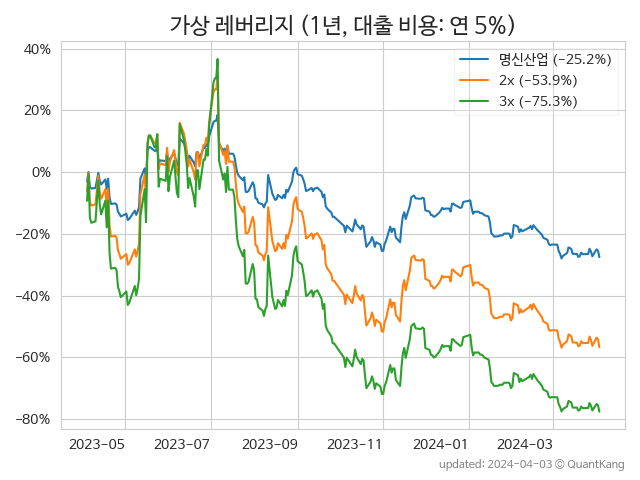 가상 레버리지 (1년, 대출 비용: 연 5%)
명신산업 (−25.2%)
2x (−53.9%)
3x (−75.3%)
40%
20%
0%
−20%
−40%
−60%
−80%
2023-05 2023-07 2023-09 2023-11 2024-01 2024-03
updated: 2024-04-03 © QuantKang